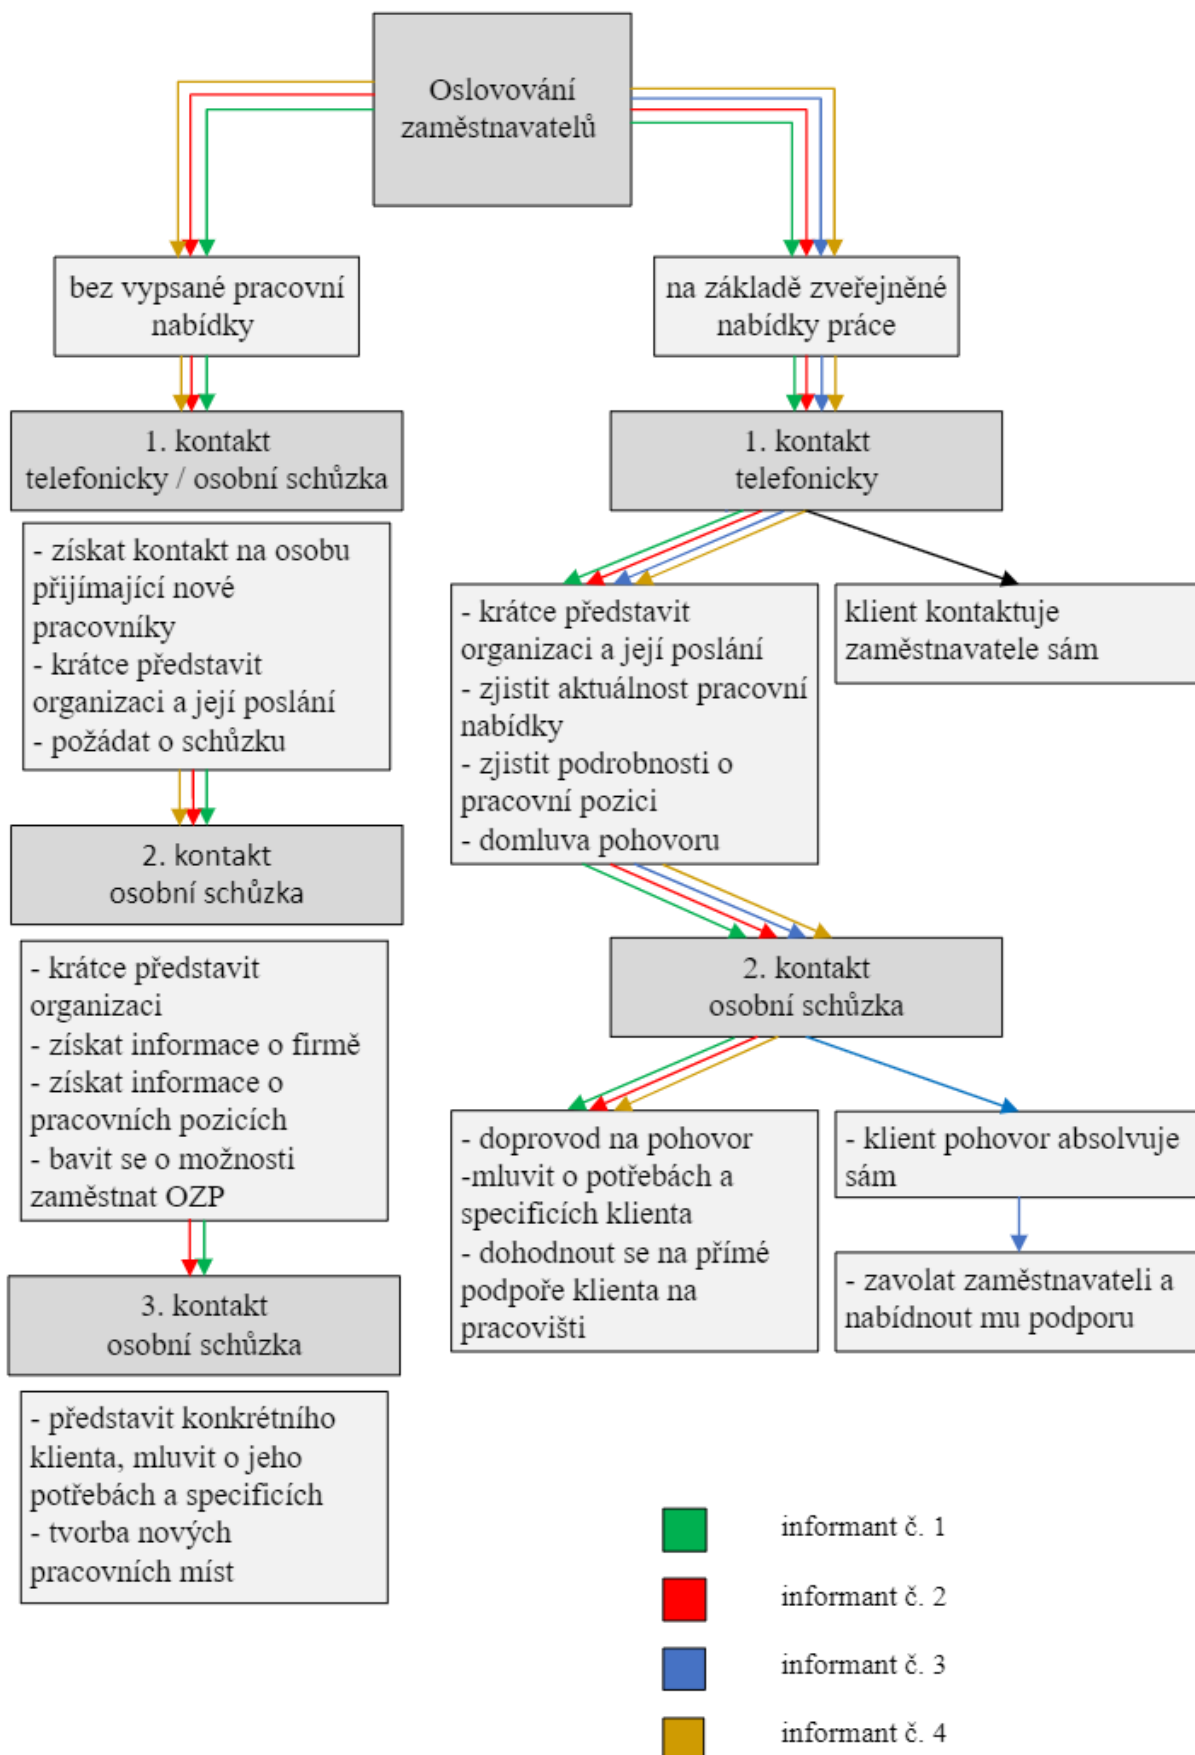 Oslovování
zaměstnavatelů
bez vypsané pracovní
nabídky
1. kontakt
telefonicky / osobní schůzka
- získat kontakt na osobu
přijímající nové
pracovníky
- krátce představit
organizaci a její poslání
- požádat o schůzku
2. kontakt
osobní schůzka
- krátce představit
organizaci
- získat informace o firmě
- získat informace o
pracovních pozicích
- bavit se o možnosti
zaměstnat OZP
3. kontakt
osobní schůzka
- představit konkrétního
klienta, mluvit o jeho
potřebách a specificích
- tvorba nových
pracovních míst
na základě zveřejněné
nabídky práce
1. kontakt
telefonicky
- krátce představit
organizaci a její poslání
- zjistit aktuálnost pracovní
nabídky
- zjistit podrobnosti o
pracovní pozici
- domluva pohovoru
klient kontaktuje
zaměstnavatele sám
2. kontakt
osobní schůzka
- doprovod na pohovor
-mluvit o potřebách a
specificích klienta
- dohodnout se na přímé
podpoře klienta na
pracovišti
- klient pohovor absolvuje
sám
- zavolat zaměstnavateli a
nabídnout mu podporu
informant č. 1
informant č. 2
informant č. 3
informant č. 4